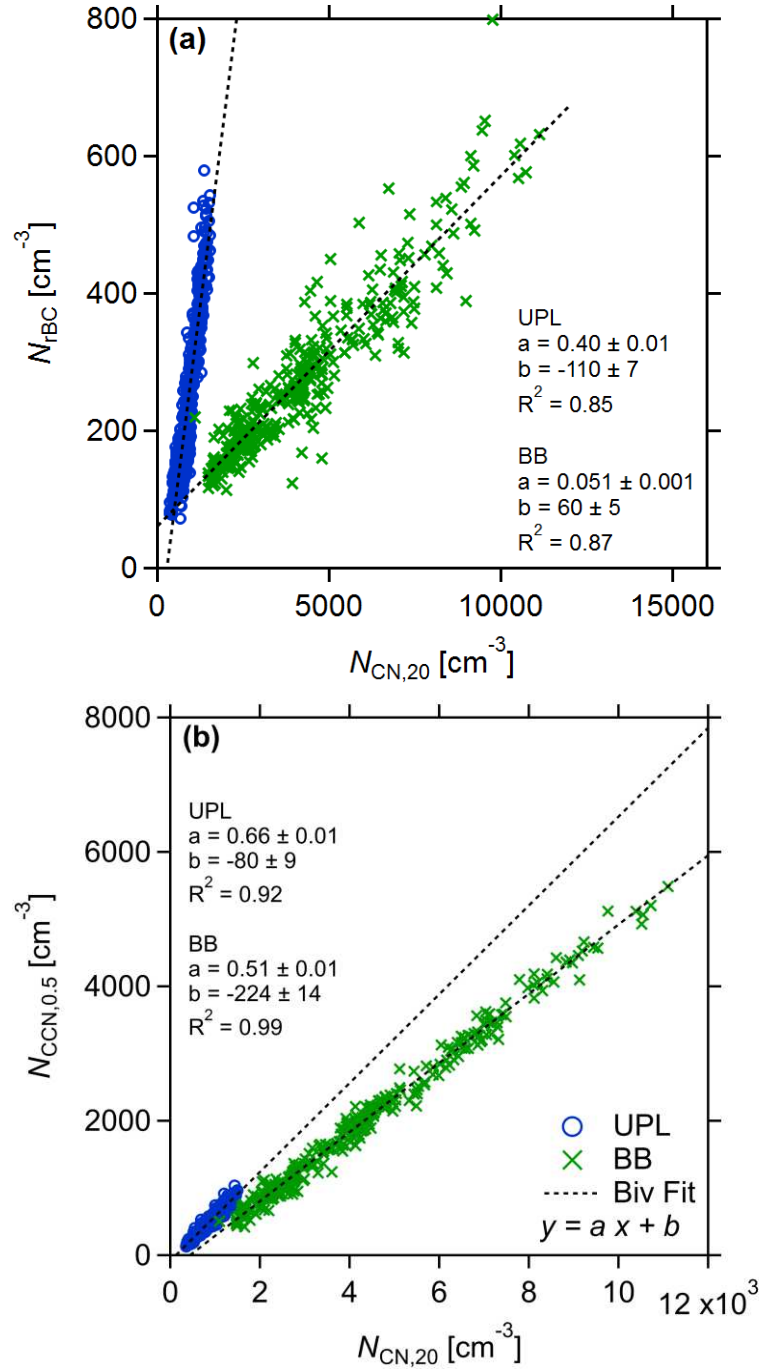 (a)
800
600
400
200
0
N_rBC [cm⁻³]
UPL
a = 0.40 ± 0.01
b = -110 ± 7
R² = 0.85
BB
a = 0.051 ± 0.001
b = 60 ± 5
R² = 0.87
0 5000 10000 15000
N_CN,20 [cm⁻³]
(b)
8000
6000
4000
2000
0
N_CCN,0.5 [cm⁻³]
UPL
a = 0.66 ± 0.01
b = -80 ± 9
R² = 0.92
BB
a = 0.51 ± 0.01
b = -224 ± 14
R² = 0.99
UPL
BB
Biv Fit
y = a x + b
0 2 4 6 8 10 12 x10³
N_CN,20 [cm⁻³]